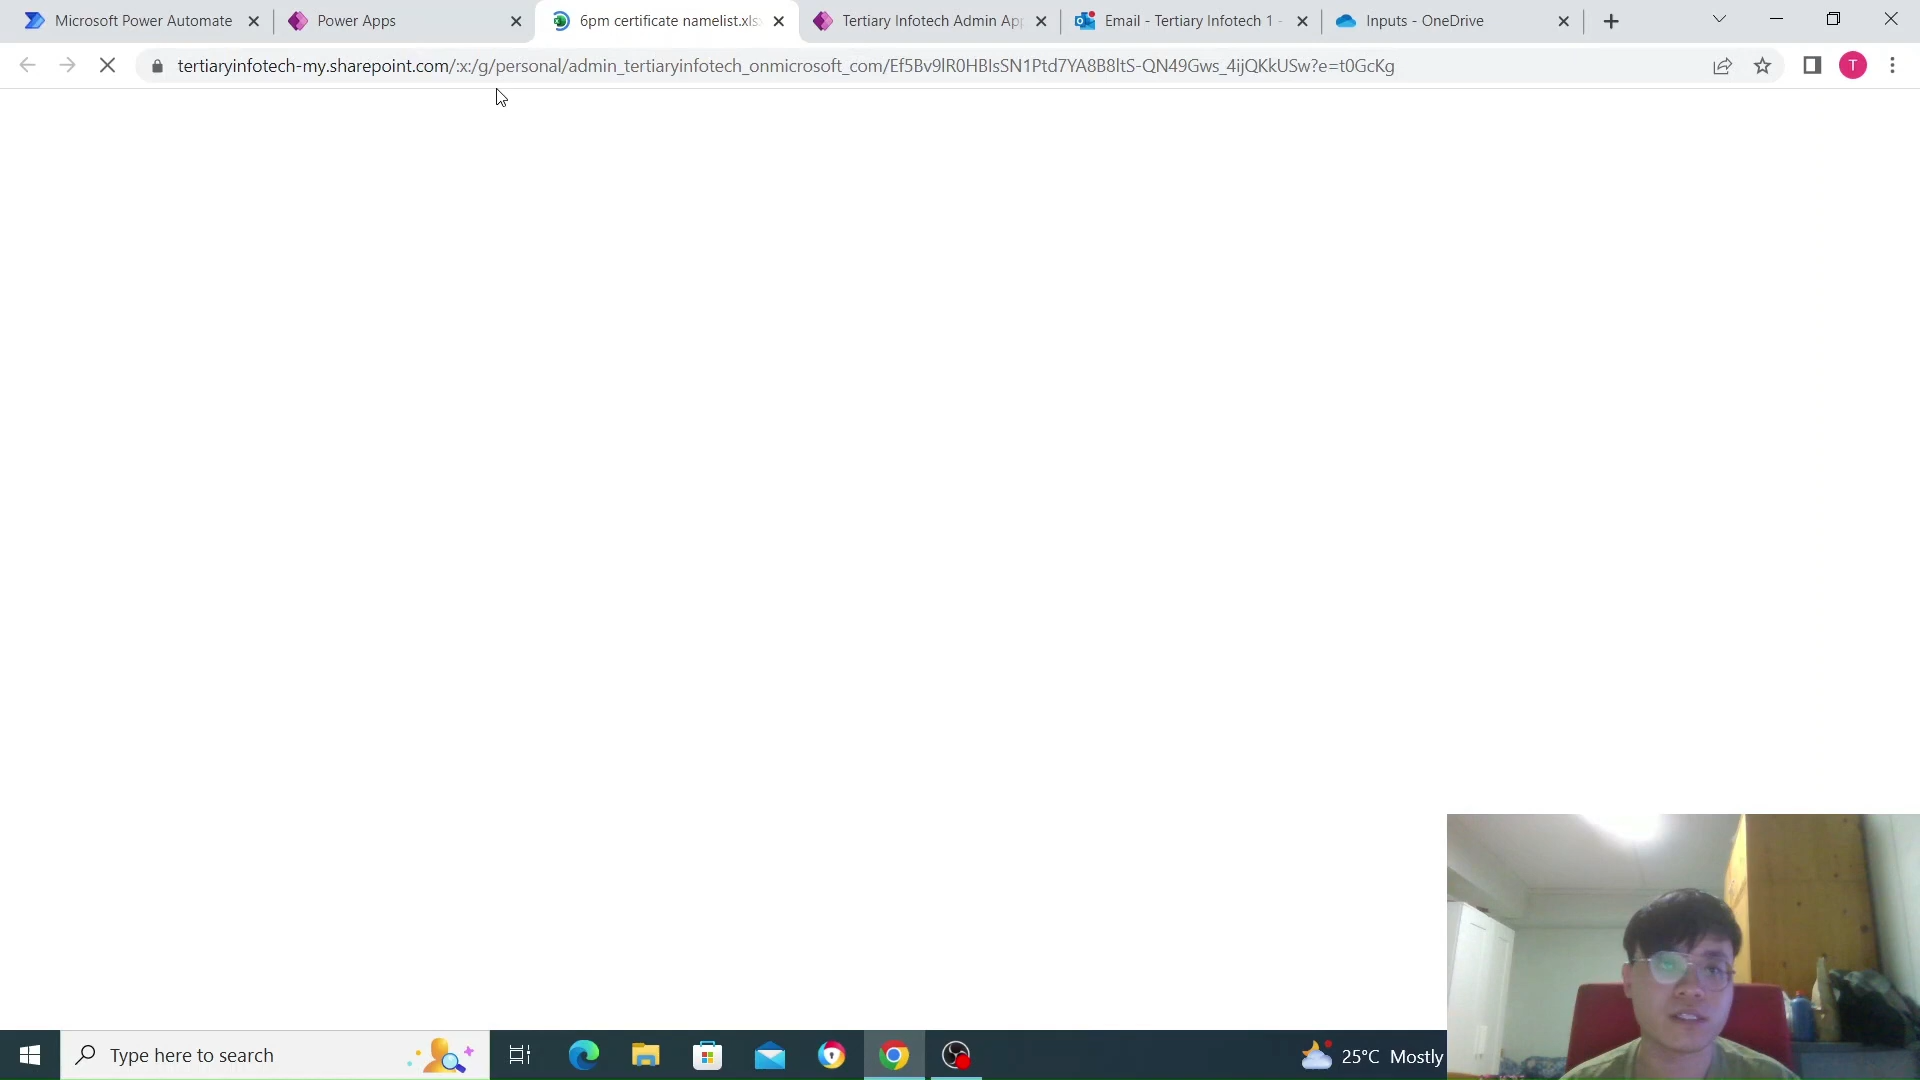 Microsoft Power Automate
Power Apps
6pm certificate namelist.xls
Tertiary Infotech Admin Ap
Email - Tertiary Infotech 1 -
Inputs - OneDrive
tertiaryinfotech-my.sharepoint.com/:x:/g/personal/admin_tertiaryinfotech_onmicrosoft_com/Ef5Bv9lR0HBIsSN1Ptd7YA8B8ltS-QN49Gws_4ijQKkUSw?e=t0GcKg
T
Type here to search
25°C Mostly